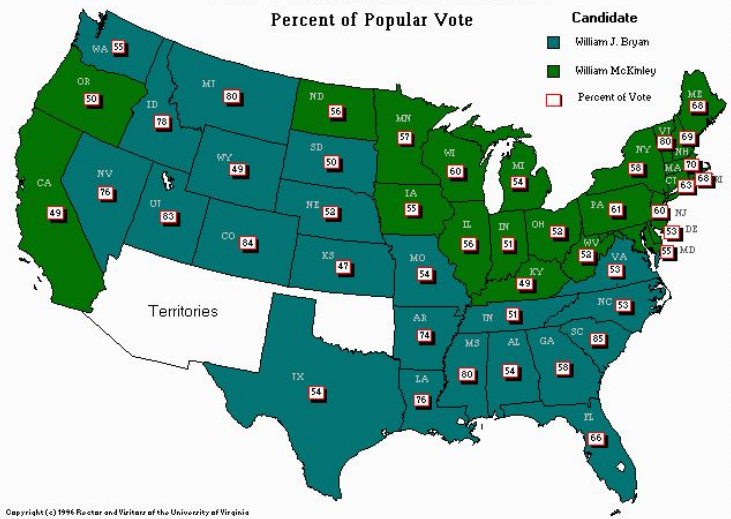 Percent of Popular Vote
Candidate
William J. Bryan
William McKinley
Percent of Vote
WA 55
OR
50
CA
49
NV
76
ID
78
MT
80
WY
49
UT
83
CO
84
ND
56
SD
50
NE
52
KS
47
TX
54
Territories
MN
57
IA
55
MO
54
AR
74
LA
76
WI
60
IL
56
MI
54
IN
51
OH
52
KY
49
TN
51
MS
80
AL
54
GA
58
FL
66
SC
85
NC
53
VA
53
WV
52
PA
61
NY
58
VT
80
NH
69
ME
68
MA
70
CT
63
68 RI
60
NJ
53
DE
55
MD
Copyright (c) 1996 Rector and Visitors of the University of Virginia